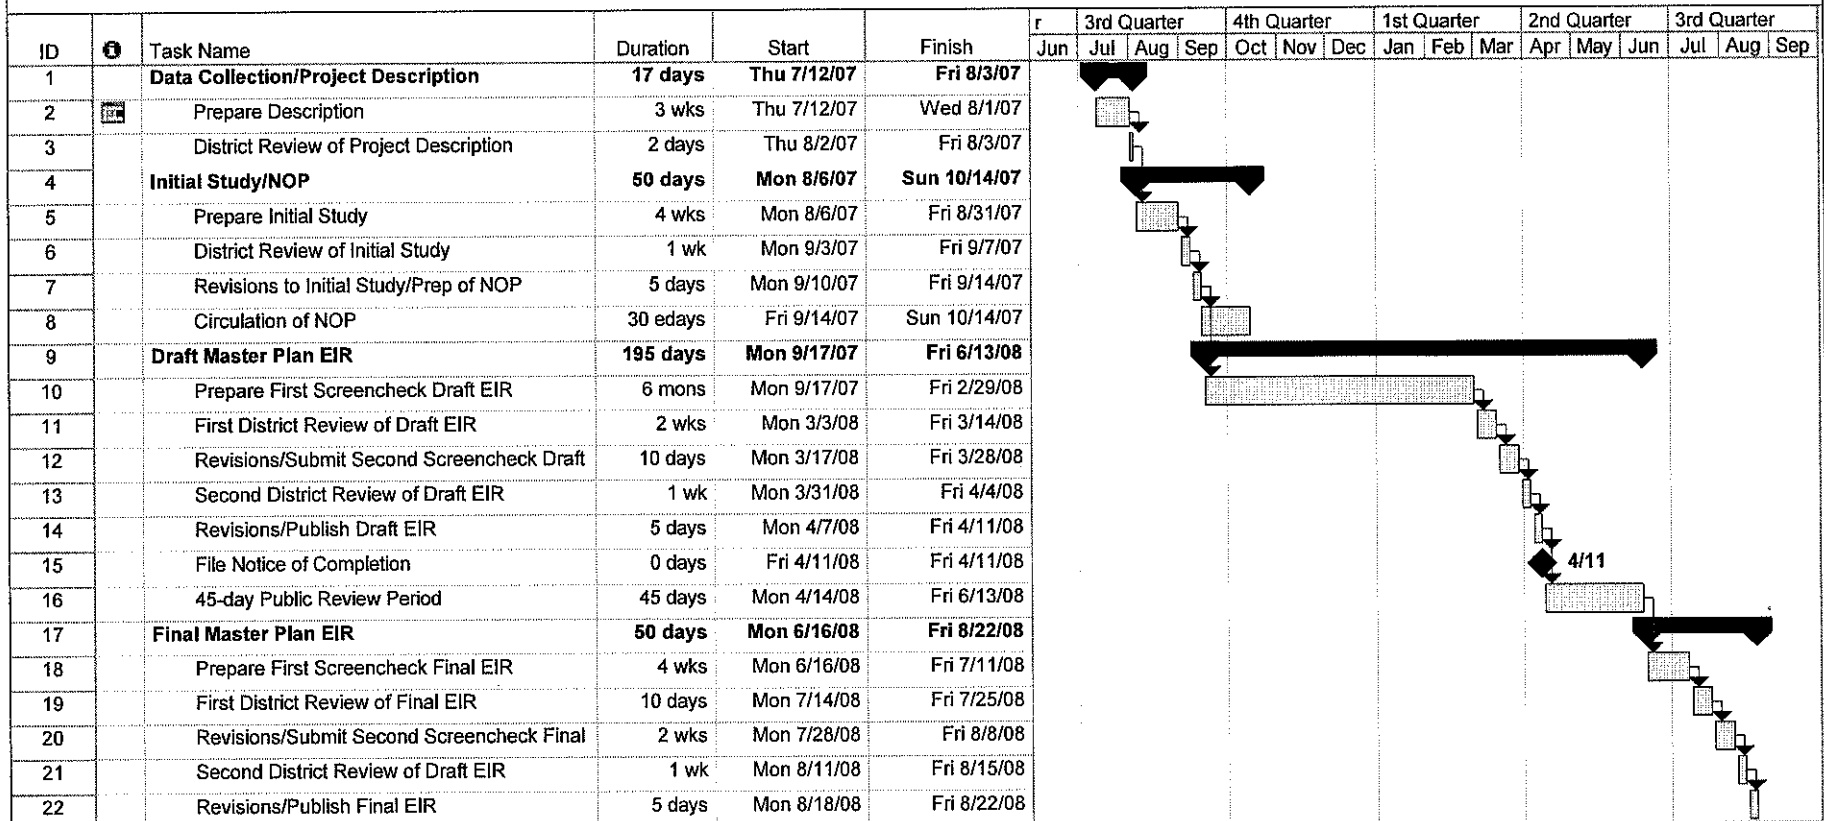 r 3rd Quarter 4th Quarter 1st Quarter 2nd Quarter 3rd Quarter
ID Task Name Duration Start Finish Jun Jul Aug Sep Oct Nov Dec Jan Feb Mar Apr May Jun Jul Aug Sep
1 Data Collection/Project Description 17 days Thu 7/12/07 Fri 8/3/07
2 Prepare Description 3 wks Thu 7/12/07 Wed 8/1/07
3 District Review of Project Description 2 days Thu 8/2/07 Fri 8/3/07
4 Initial Study/NOP 50 days Mon 8/6/07 Sun 10/14/07
5 Prepare Initial Study 4 wks Mon 8/6/07 Fri 8/31/07
6 District Review of Initial Study 1 wk Mon 9/3/07 Fri 9/7/07
7 Revisions to Initial Study/Prep of NOP 5 days Mon 9/10/07 Fri 9/14/07
8 Circulation of NOP 30 edays Fri 9/14/07 Sun 10/14/07
9 Draft Master Plan EIR 195 days Mon 9/17/07 Fri 6/13/08
10 Prepare First Screencheck Draft EIR 6 mons Mon 9/17/07 Fri 2/29/08
11 First District Review of Draft EIR 2 wks Mon 3/3/08 Fri 3/14/08
12 Revisions/Submit Second Screencheck Draft 10 days Mon 3/17/08 Fri 3/28/08
13 Second District Review of Draft EIR 1 wk Mon 3/31/08 Fri 4/4/08
14 Revisions/Publish Draft EIR 5 days Mon 4/7/08 Fri 4/11/08
15 File Notice of Completion 0 days Fri 4/11/08 Fri 4/11/08 4/11
16 45-day Public Review Period 45 days Mon 4/14/08 Fri 6/13/08
17 Final Master Plan EIR 50 days Mon 6/16/08 Fri 8/22/08
18 Prepare First Screencheck Final EIR 4 wks Mon 6/16/08 Fri 7/11/08
19 First District Review of Final EIR 10 days Mon 7/14/08 Fri 7/25/08
20 Revisions/Submit Second Screencheck Final 2 wks Mon 7/28/08 Fri 8/8/08
21 Second District Review of Draft EIR 1 wk Mon 8/11/08 Fri 8/15/08
22 Revisions/Publish Final EIR 5 days Mon 8/18/08 Fri 8/22/08